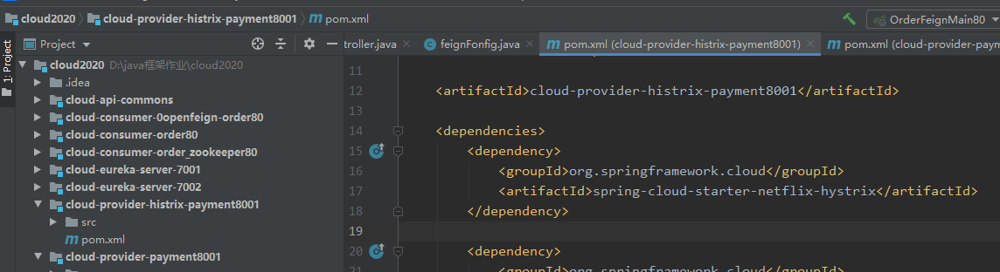 cloud2020 cloud-provider-histrix-payment8001 pom.xml OrderFeignMain80
1: Project
Project
troller.java feignFonfig.java pom.xml (cloud-provider-histrix-payment8001) pom.xml (cloud-provider-paym
cloud2020 D:\java框架作业\cloud2020
.idea
cloud-api-commons
cloud-consumer-0openfeign-order80
cloud-consumer-order80
cloud-consumer-order_zookeeper80
cloud-eureka-server-7001
cloud-eureka-server-7002
cloud-provider-histrix-payment8001
src
pom.xml
cloud-provider-payment8001
11
12 <artifactId>cloud-provider-histrix-payment8001</artifactId>
13
14 <dependencies>
15 <dependency>
16 <groupId>org.springframework.cloud</groupId>
17 <artifactId>spring-cloud-starter-netflix-hystrix</artifactId>
18 </dependency>
19
20 <dependency>
21 <groupId>org.springframework.cloud</groupId>